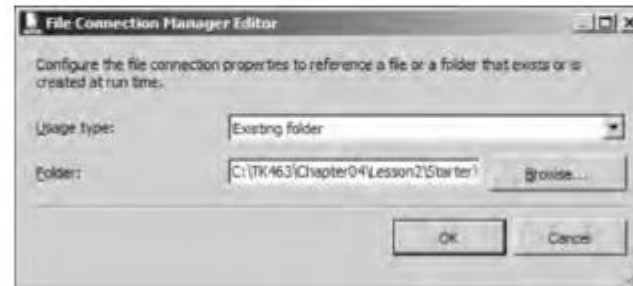 File Connection Manager Editor
Configure the file connection properties to reference a file or a folder that exists or is
created at run time.
Usage type:
Existing folder
Folder:
C:\TK463\Chapter04\Lesson2\Starter\
Browse...
OK
Cancel